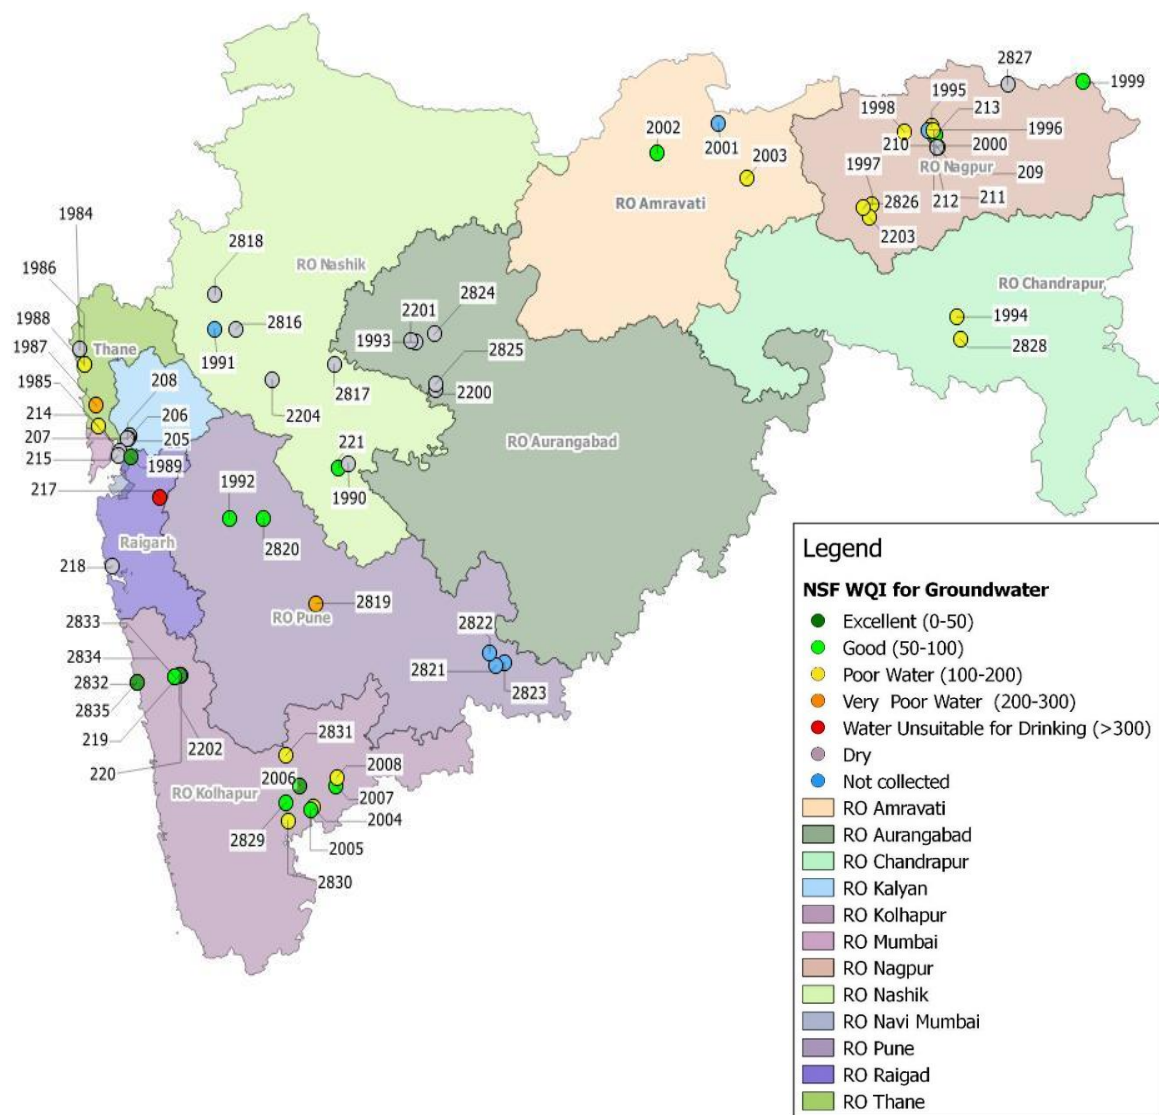 2827
1999
1995
213
1998
1996
2002
2001
2003
210
2000
RO Nagpur
209
1997
2826
212
211
2203
RO Amravati
1984
2818
RO Nashik
1986
2201
2824
RO Chandrapur
1988
2816
1993
1994
1987
Thane
1991
2825
2828
1985
208
2817
214
206
2204
2200
207
205
221
RO Aurangabad
215
1989
1992
1990
217
2820
Raigarh
218
2819
2833
RO Pune
2822
2834
2821
2823
2832
2835
219
2202
2831
220
2006
2008
RO Kolhapur
2007
2829
2004
2005
2830
Legend
NSF WQI for Groundwater
Excellent (0-50)
Good (50-100)
Poor Water (100-200)
Very Poor Water (200-300)
Water Unsuitable for Drinking (>300)
Dry
Not collected
RO Amravati
RO Aurangabad
RO Chandrapur
RO Kalyan
RO Kolhapur
RO Mumbai
RO Nagpur
RO Nashik
RO Navi Mumbai
RO Pune
RO Raigad
RO Thane